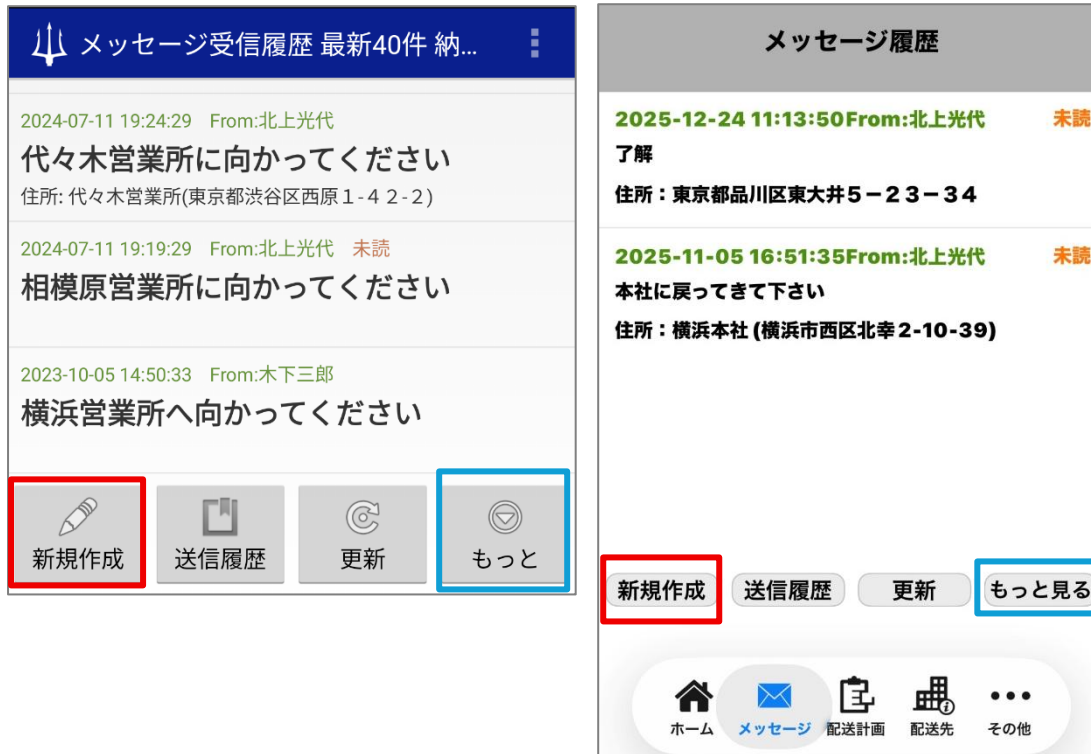 メッセージ受信履歴 最新40件 納...
2024-07-11 19:24:29 From:北上光代
代々木営業所に向かってください
住所: 代々木営業所(東京都渋谷区西原１-４２-２)
2024-07-11 19:19:29 From:北上光代 未読
相模原営業所に向かってください
2023-10-05 14:50:33 From:木下三郎
横浜営業所へ向かってください
新規作成 送信履歴 更新 もっと
メッセージ履歴
2025-12-24 11:13:50From:北上光代 未読
了解
住所：東京都品川区東大井５－２３－３４
2025-11-05 16:51:35From:北上光代 未読
本社に戻ってきて下さい
住所：横浜本社 (横浜市西区北幸2-10-39)
新規作成 送信履歴 更新 もっと見る
ホーム メッセージ 配送計画 配送先 その他